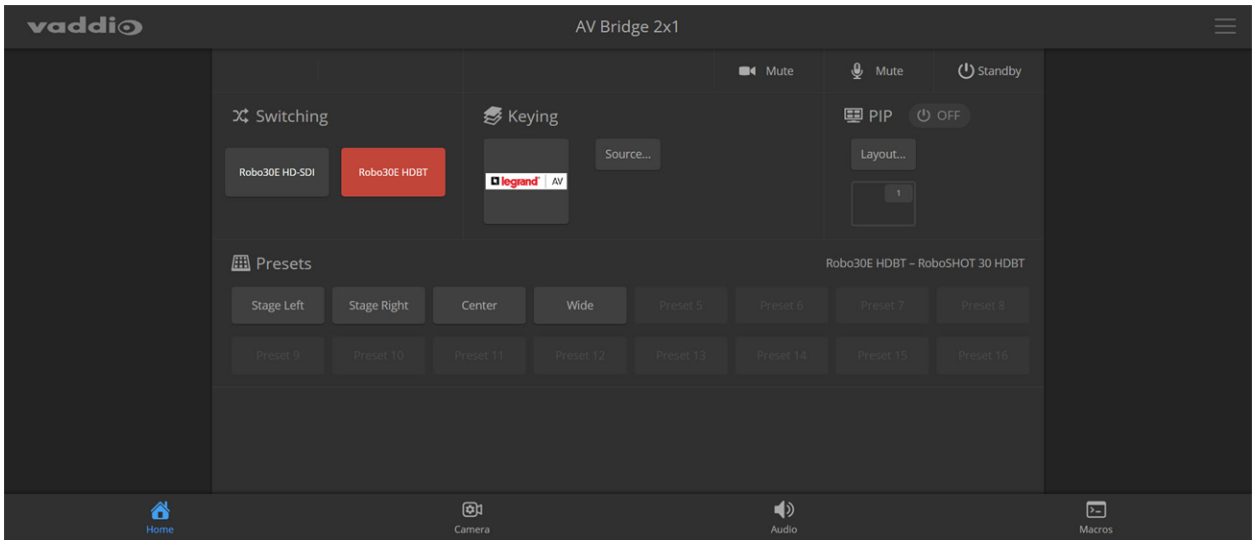 vaddio
AV Bridge 2x1
Mute
Mute
Standby
Switching
Keying
PIP
OFF
Robo30E HD-SDI
Robo30E HDBT
legrand® AV
Source...
Layout...
1
Presets
Robo30E HDBT – RoboSHOT 30 HDBT
Stage Left
Stage Right
Center
Wide
Preset 5
Preset 6
Preset 7
Preset 8
Preset 9
Preset 10
Preset 11
Preset 12
Preset 13
Preset 14
Preset 15
Preset 16
Home
Camera
Audio
Macros